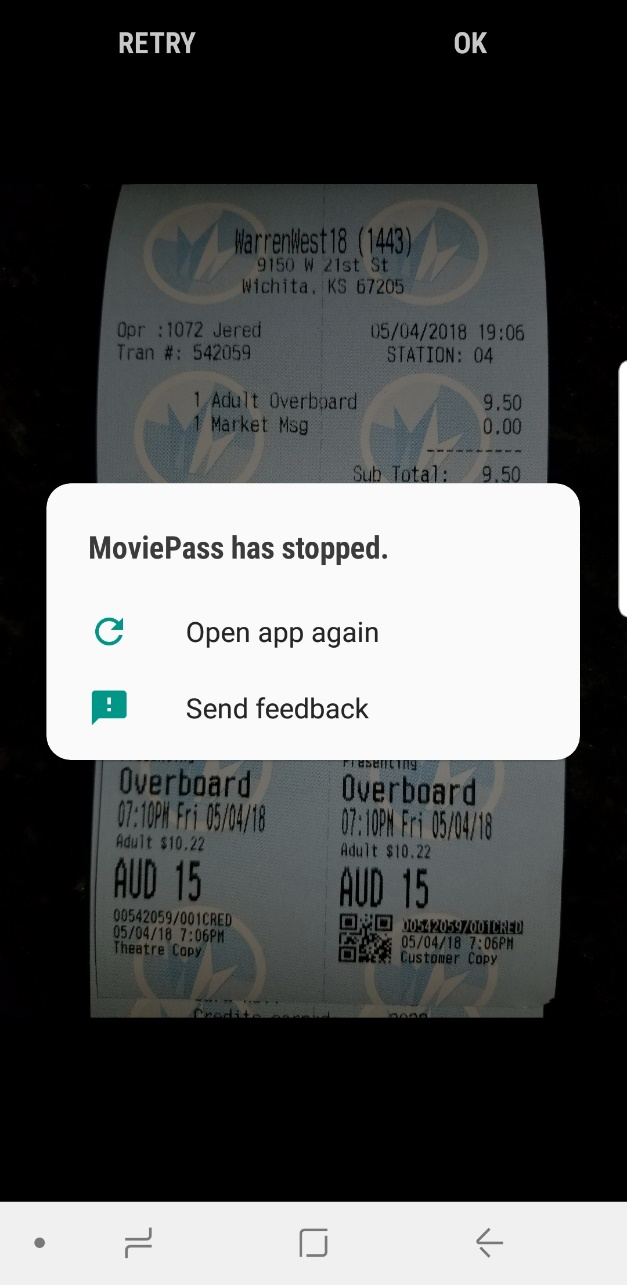 RETRY OK
WarrenWest18 (1443)
9150 W 21st St
Wichita, KS 67205
Opr :1072 Jered 05/04/2018 19:06
Tran #: 542059 STATION: 04
1 Adult Overboard 9.50
1 Market Msg 0.00
------------
Sub Total: 9.50
MoviePass has stopped.
Open app again
Send feedback
Presenting
Overboard
07:10PM Fri 05/04/18
Adult $10.22
AUD 15
00542059/001CRED
05/04/18 7:06PM
Theatre Copy
Presenting
Overboard
07:10PM Fri 05/04/18
Adult $10.22
AUD 15
00542059/001CRED
05/04/18 7:06PM
Customer Copy
Credits earned